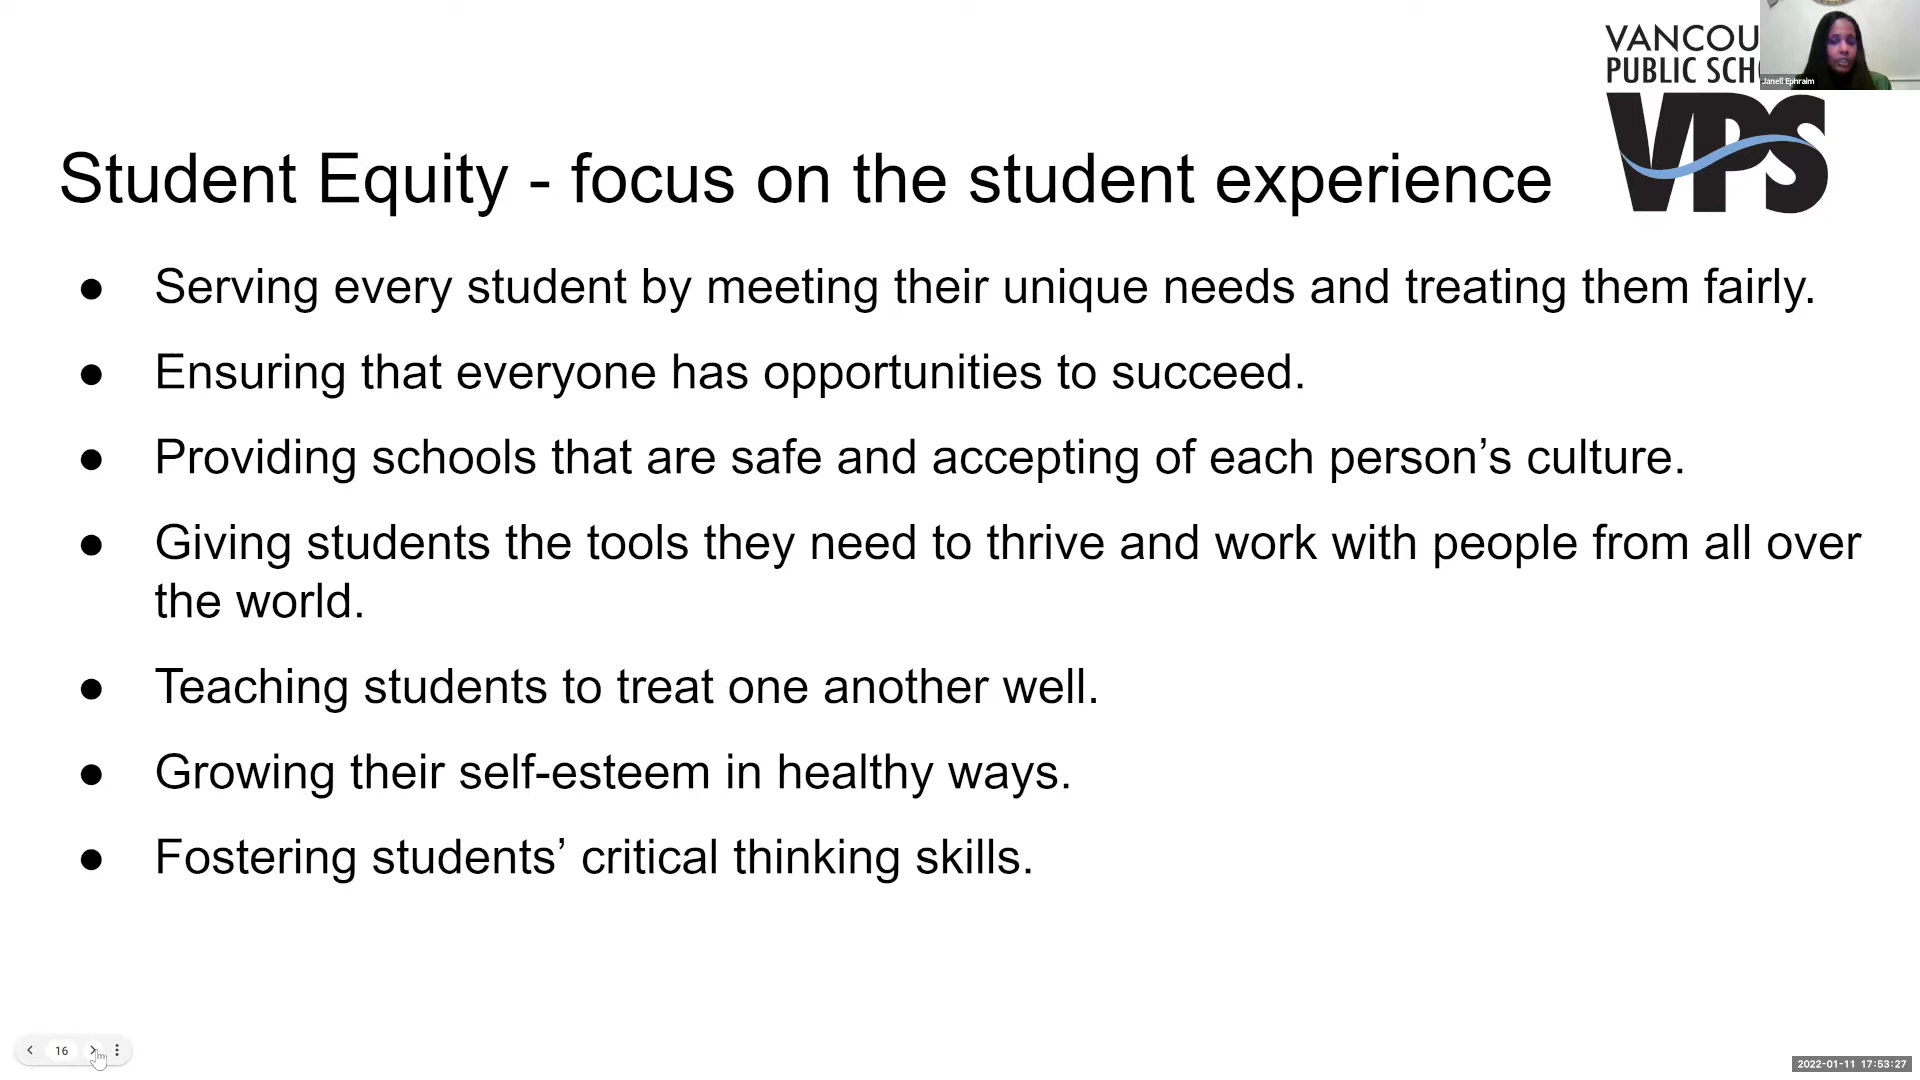 VANCOU
PUBLIC SCH
Janell Ephraim
VPS
Student Equity - focus on the student experience
● Serving every student by meeting their unique needs and treating them fairly.
● Ensuring that everyone has opportunities to succeed.
● Providing schools that are safe and accepting of each person’s culture.
● Giving students the tools they need to thrive and work with people from all over
the world.
● Teaching students to treat one another well.
● Growing their self-esteem in healthy ways.
● Fostering students’ critical thinking skills.
16
2022-01-11 17:53:27